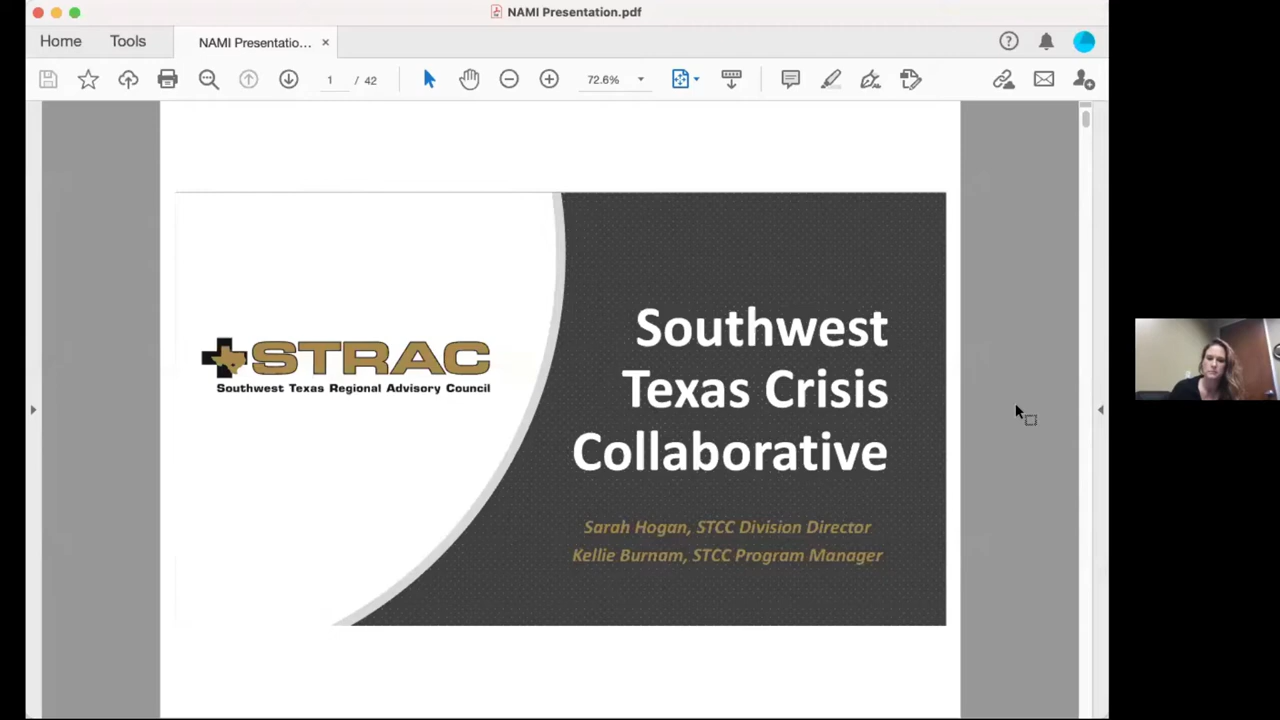 NAMI Presentation.pdf
Home
Tools
NAMI Presentatio...
1 / 42
72.6%
STRAC
Southwest Texas Regional Advisory Council
Southwest
Texas Crisis
Collaborative
Sarah Hogan, STCC Division Director
Kellie Burnam, STCC Program Manager